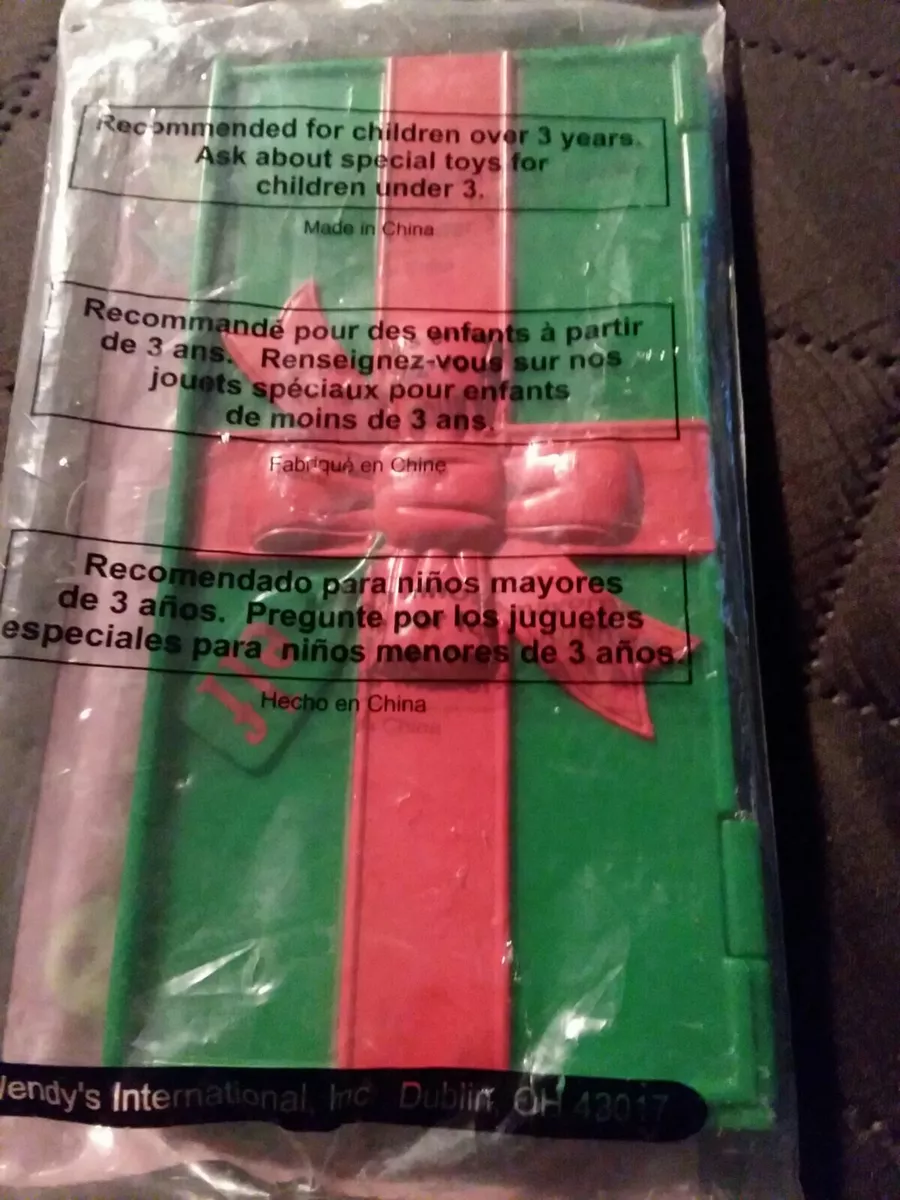 Recommended for children over 3 years.
Ask about special toys for
children under 3.
Made in China
Recommandé pour des enfants à partir
de 3 ans. Renseignez-vous sur nos
jouets spéciaux pour enfants
de moins de 3 ans.
Fabriqué en Chine
Recomendado para niños mayores
de 3 años. Pregunte por los juguetes
especiales para niños menores de 3 años.
Hecho en China
Wendy's International, Inc Dublin, OH 43017